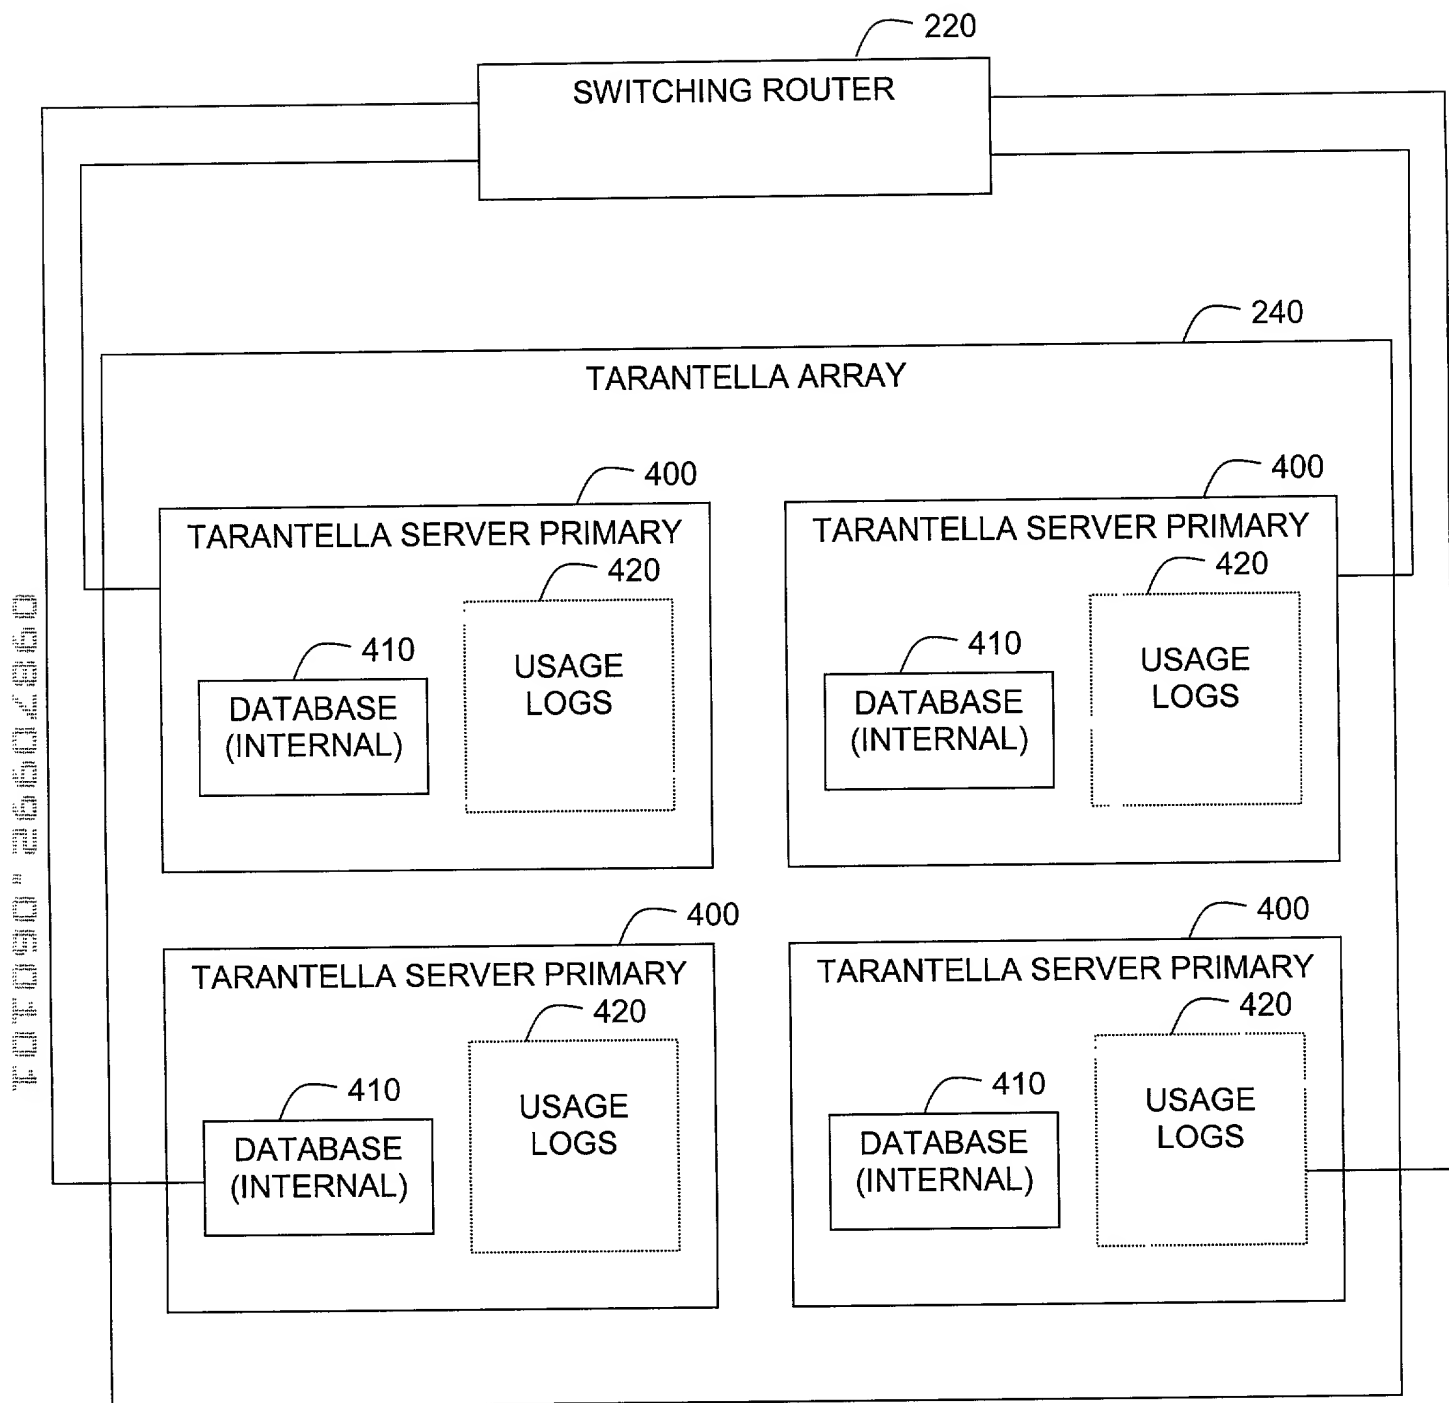 220
SWITCHING ROUTER
240
TARANTELLA ARRAY
400
TARANTELLA SERVER PRIMARY
420
USAGE
LOGS
410
DATABASE
(INTERNAL)
400
TARANTELLA SERVER PRIMARY
420
USAGE
LOGS
410
DATABASE
(INTERNAL)
400
TARANTELLA SERVER PRIMARY
420
USAGE
LOGS
410
DATABASE
(INTERNAL)
400
TARANTELLA SERVER PRIMARY
420
USAGE
LOGS
410
DATABASE
(INTERNAL)